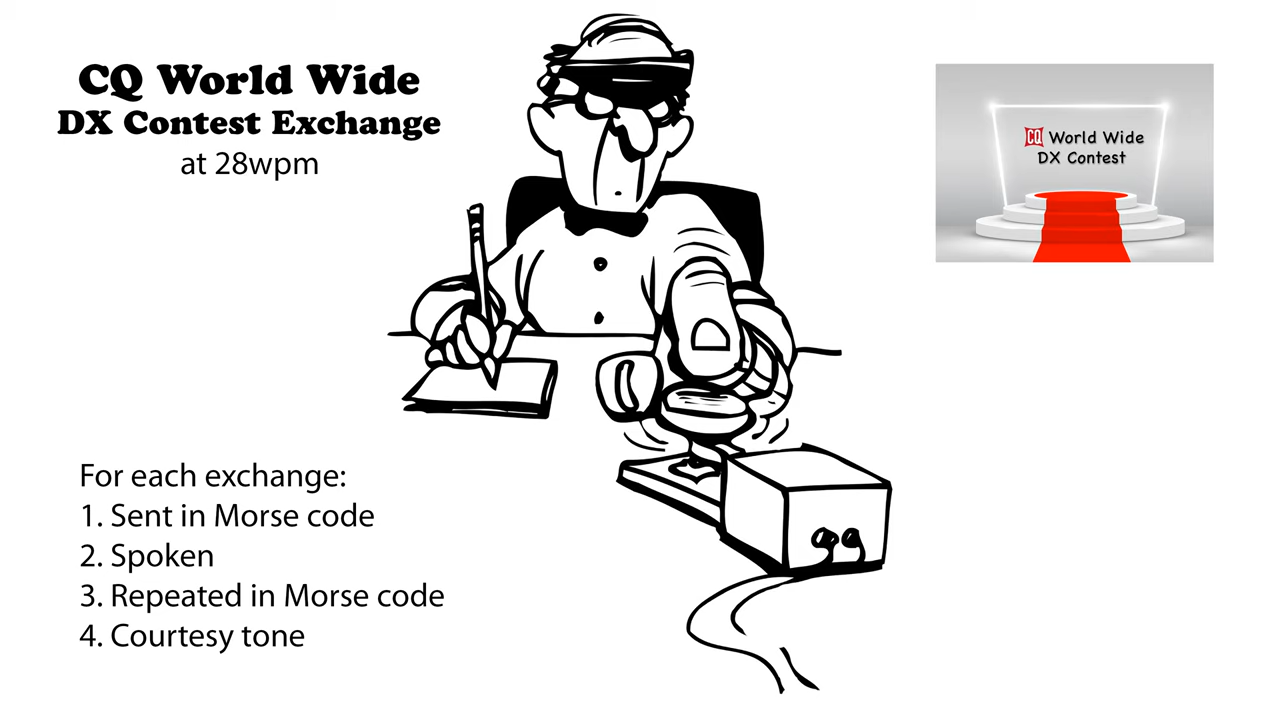 CQ World Wide
DX Contest Exchange
at 28wpm
CQ World Wide
DX Contest
For each exchange:
1. Sent in Morse code
2. Spoken
3. Repeated in Morse code
4. Courtesy tone